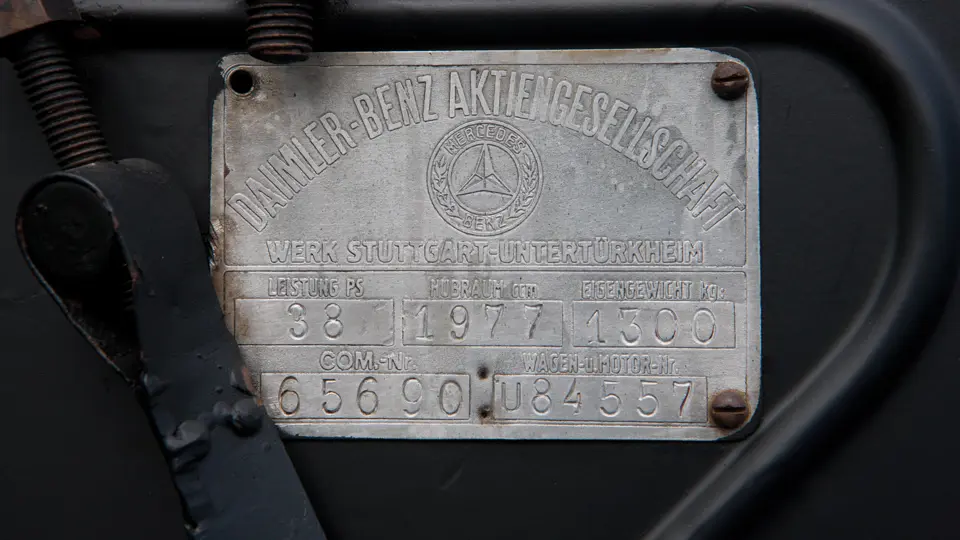 DAIMLER-BENZ AKTIENGESELLSCHAFT
MERCEDES
BENZ
WERK STUTTGART-UNTERTÜRKHEIM
LEISTUNG PS HUBRAUM ccm EIGENGEWICHT kg:
38 1977 1300
COM.-Nr. WAGEN-u.MOTOR-Nr.
65690 U84557